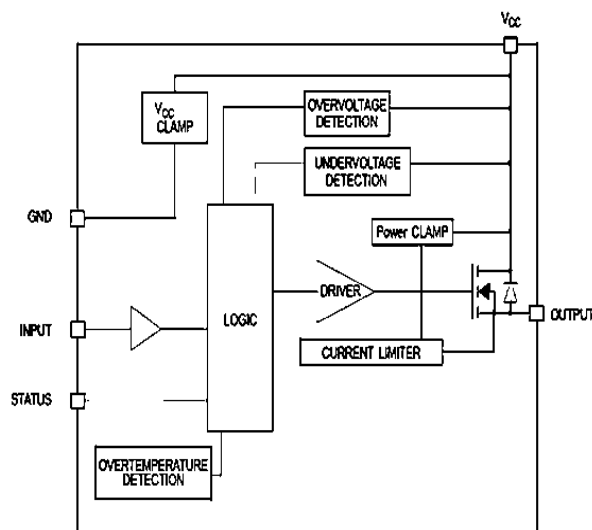 VCC
VCC
CLAMP
OVERVOLTAGE
DETECTION
UNDERVOLTAGE
DETECTION
GND
Power CLAMP
DRIVER
LOGIC
INPUT
OUTPUT
CURRENT LIMITER
STATUS
OVERTEMPERATURE
DETECTION